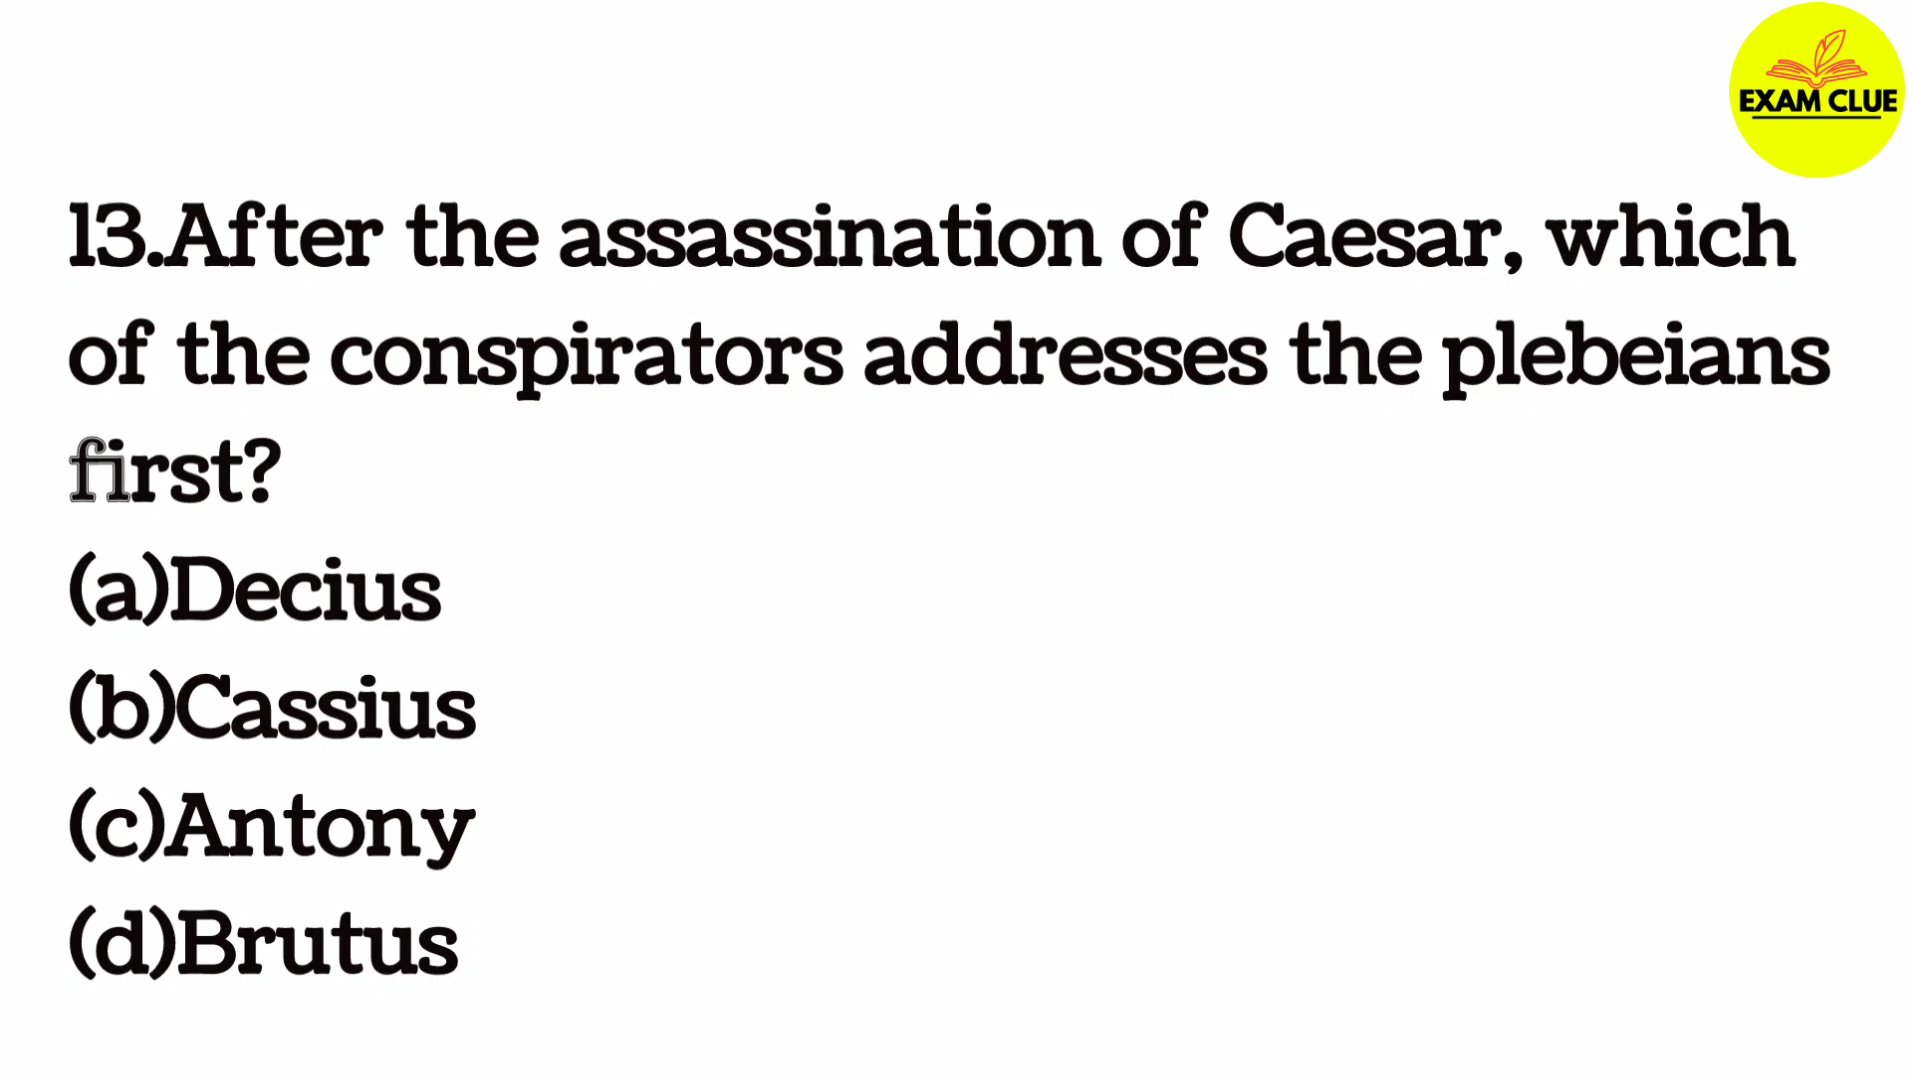 EXAM CLUE
13.After the assassination of Caesar, which
of the conspirators addresses the plebeians
first?
(a)Decius
(b)Cassius
(c)Antony
(d)Brutus